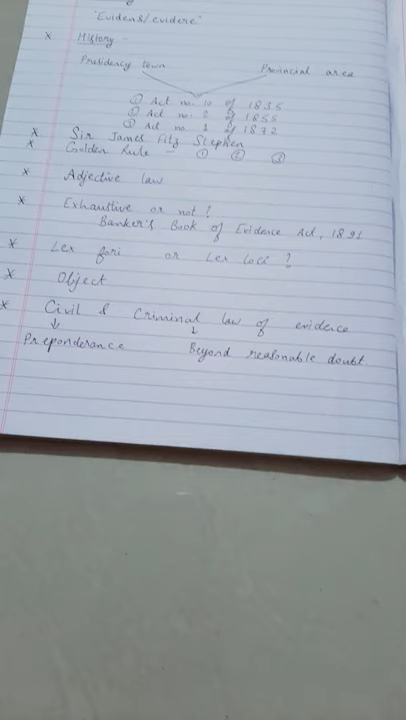 "Evidens/evidere"
* History -
Presidency town Provincial area
① Act no. 10 of 1835
② Act no. 2 of 1855
③ Act no. 1 of 1872
* Sir James Fitz Stephen
* Golden Rule - ① ② ③
* Adjective law
* Exhaustive or not?
Banker's Book of Evidence Act, 1891
* Lex fori or Lex loci?
* Object
* Civil & Criminal law of evidence
↓ ↓
Preponderance Beyond reasonable doubt